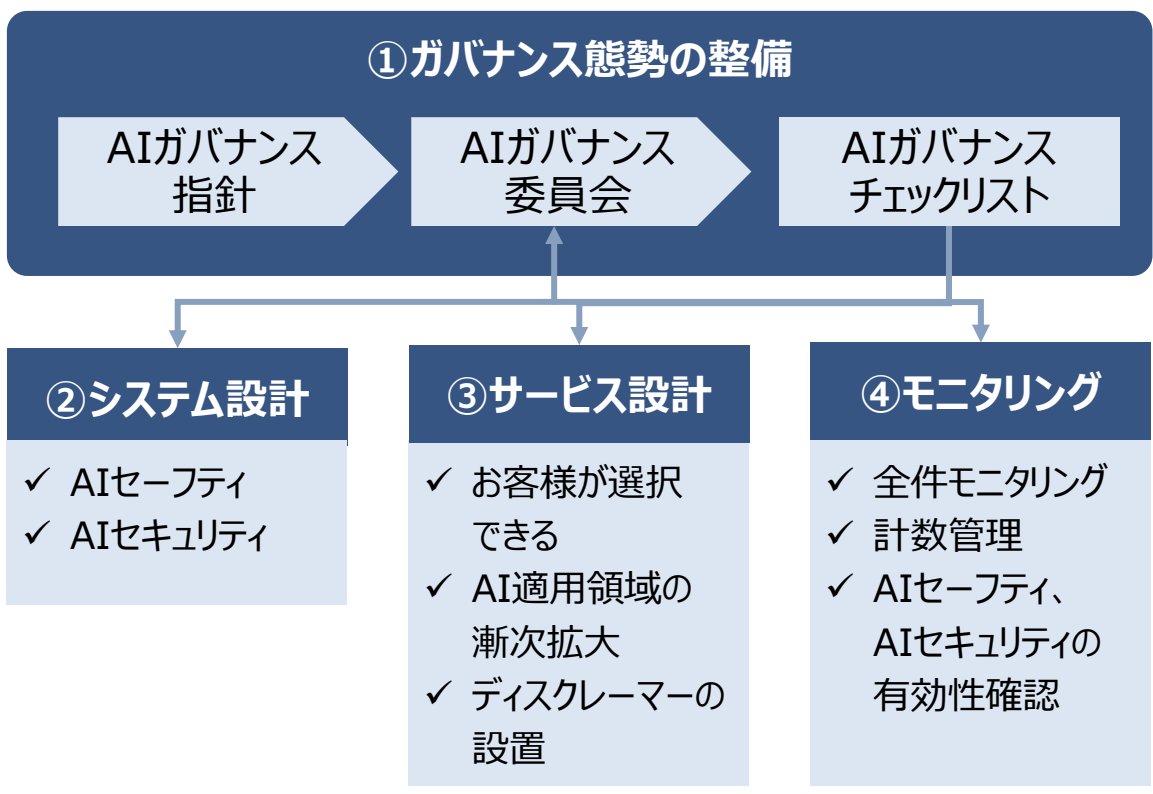 ①ガバナンス態勢の整備
AIガバナンス
指針
AIガバナンス
委員会
AIガバナンス
チェックリスト
②システム設計
✓ AIセーフティ
✓ AIセキュリティ
③サービス設計
✓ お客様が選択
できる
✓ AI適用領域の
漸次拡大
✓ ディスクレーマーの
設置
④モニタリング
✓ 全件モニタリング
✓ 計数管理
✓ AIセーフティ、
AIセキュリティの
有効性確認